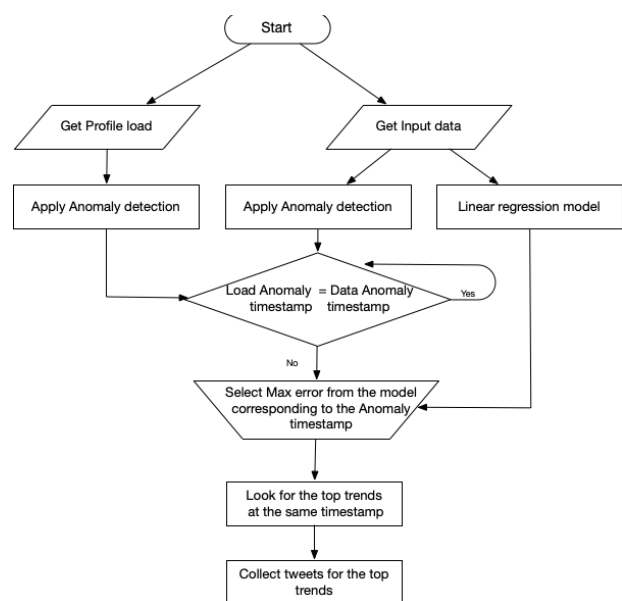 Start
Get Profile load
Get Input data
Apply Anomaly detection
Apply Anomaly detection
Linear regression model
Load Anomaly = Data Anomaly
timestamp timestamp
Yes
No
Select Max error from the model
corresponding to the Anomaly
timestamp
Look for the top trends
at the same timestamp
Collect tweets for the top
trends